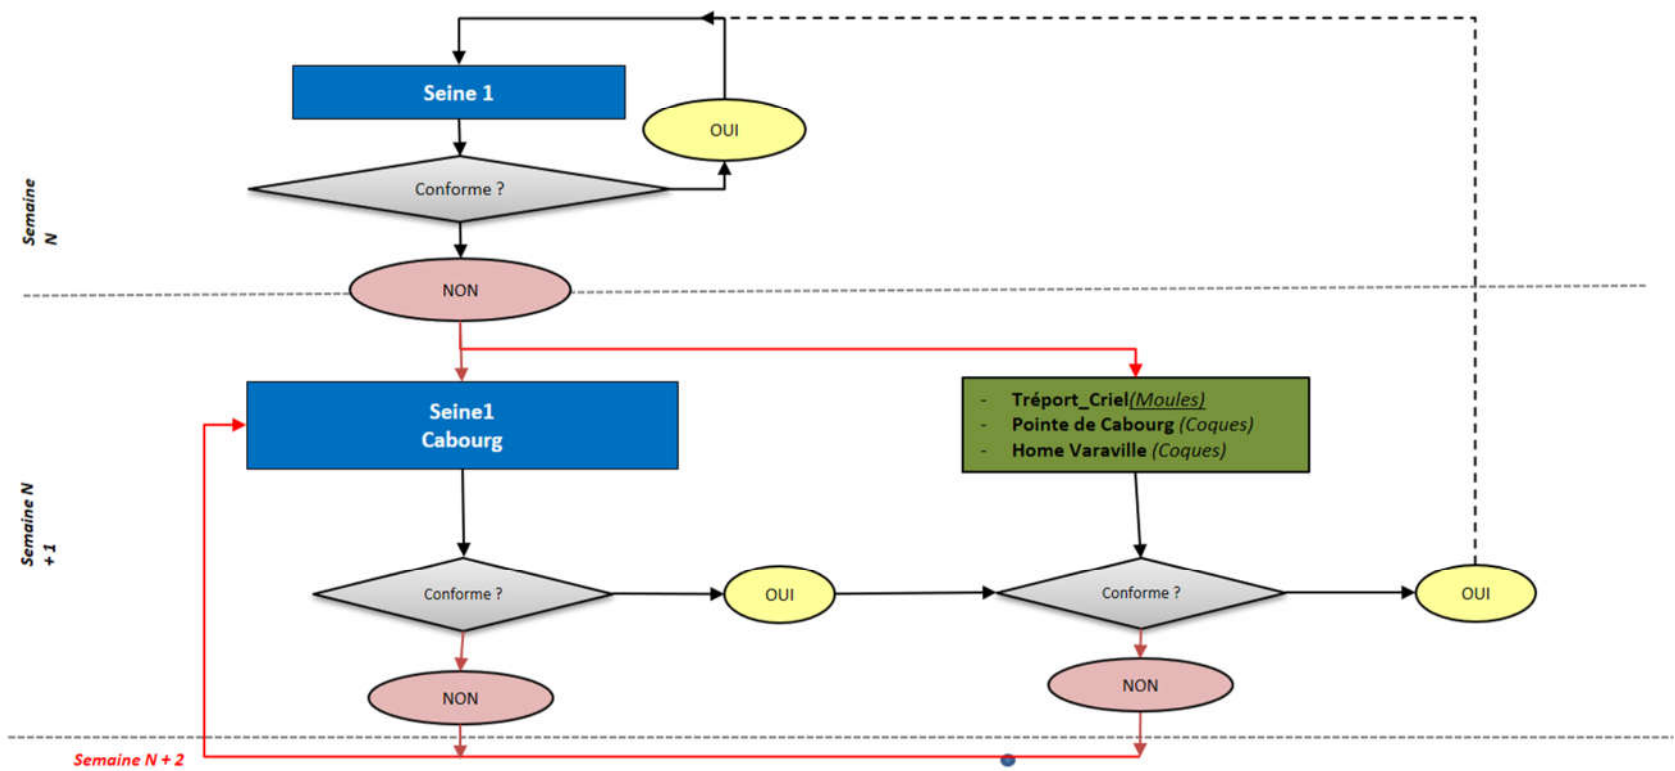 Seine 1
OUI
Conforme ?
Semaine
N
NON
Seine1
Cabourg
- Tréport_Criel(Moules)
- Pointe de Cabourg (Coques)
- Home Varaville (Coques)
Semaine N
+ 1
Conforme ?
OUI
Conforme ?
OUI
NON
NON
Semaine N + 2